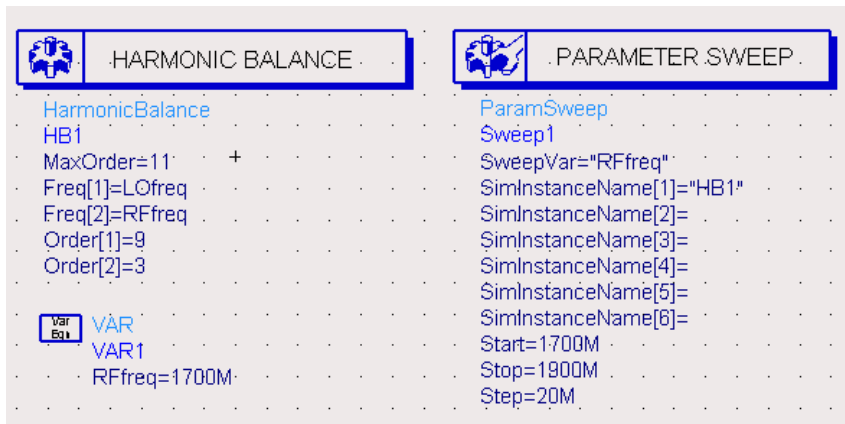 HARMONIC BALANCE
HarmonicBalance
HB1
MaxOrder=11
Freq[1]=LOfreq
Freq[2]=RFfreq
Order[1]=9
Order[2]=3
Var
Eqn
VAR
VAR1
RFfreq=1700M
PARAMETER SWEEP
ParamSweep
Sweep1
SweepVar="RFfreq"
SimInstanceName[1]="HB1"
SimInstanceName[2]=
SimInstanceName[3]=
SimInstanceName[4]=
SimInstanceName[5]=
SimInstanceName[6]=
Start=1700M
Stop=1900M
Step=20M